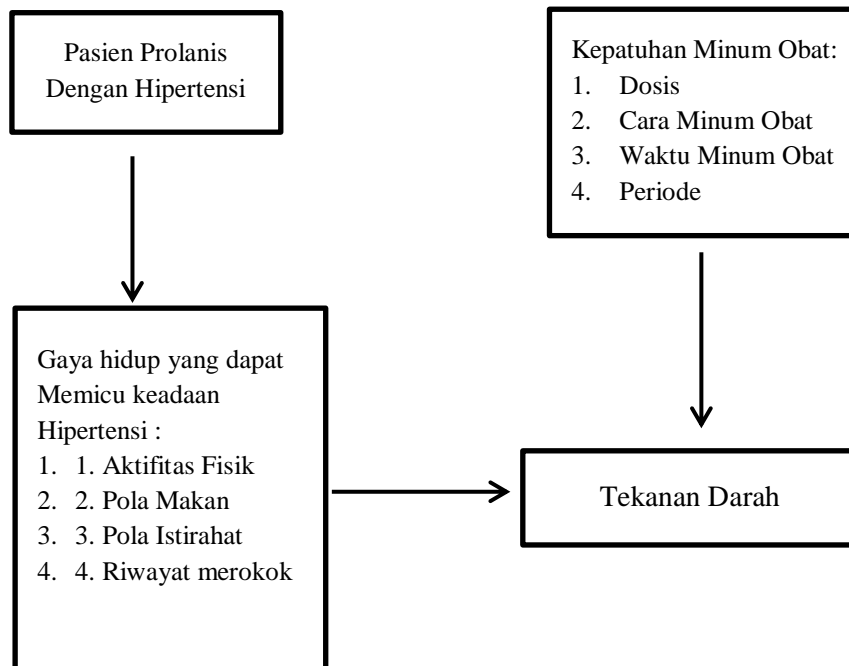 Pasien Prolanis
Dengan Hipertensi
Kepatuhan Minum Obat:
1. Dosis
2. Cara Minum Obat
3. Waktu Minum Obat
4. Periode
Gaya hidup yang dapat
Memicu keadaan
Hipertensi :
1. 1. Aktifitas Fisik
2. 2. Pola Makan
3. 3. Pola Istirahat
4. 4. Riwayat merokok
Tekanan Darah